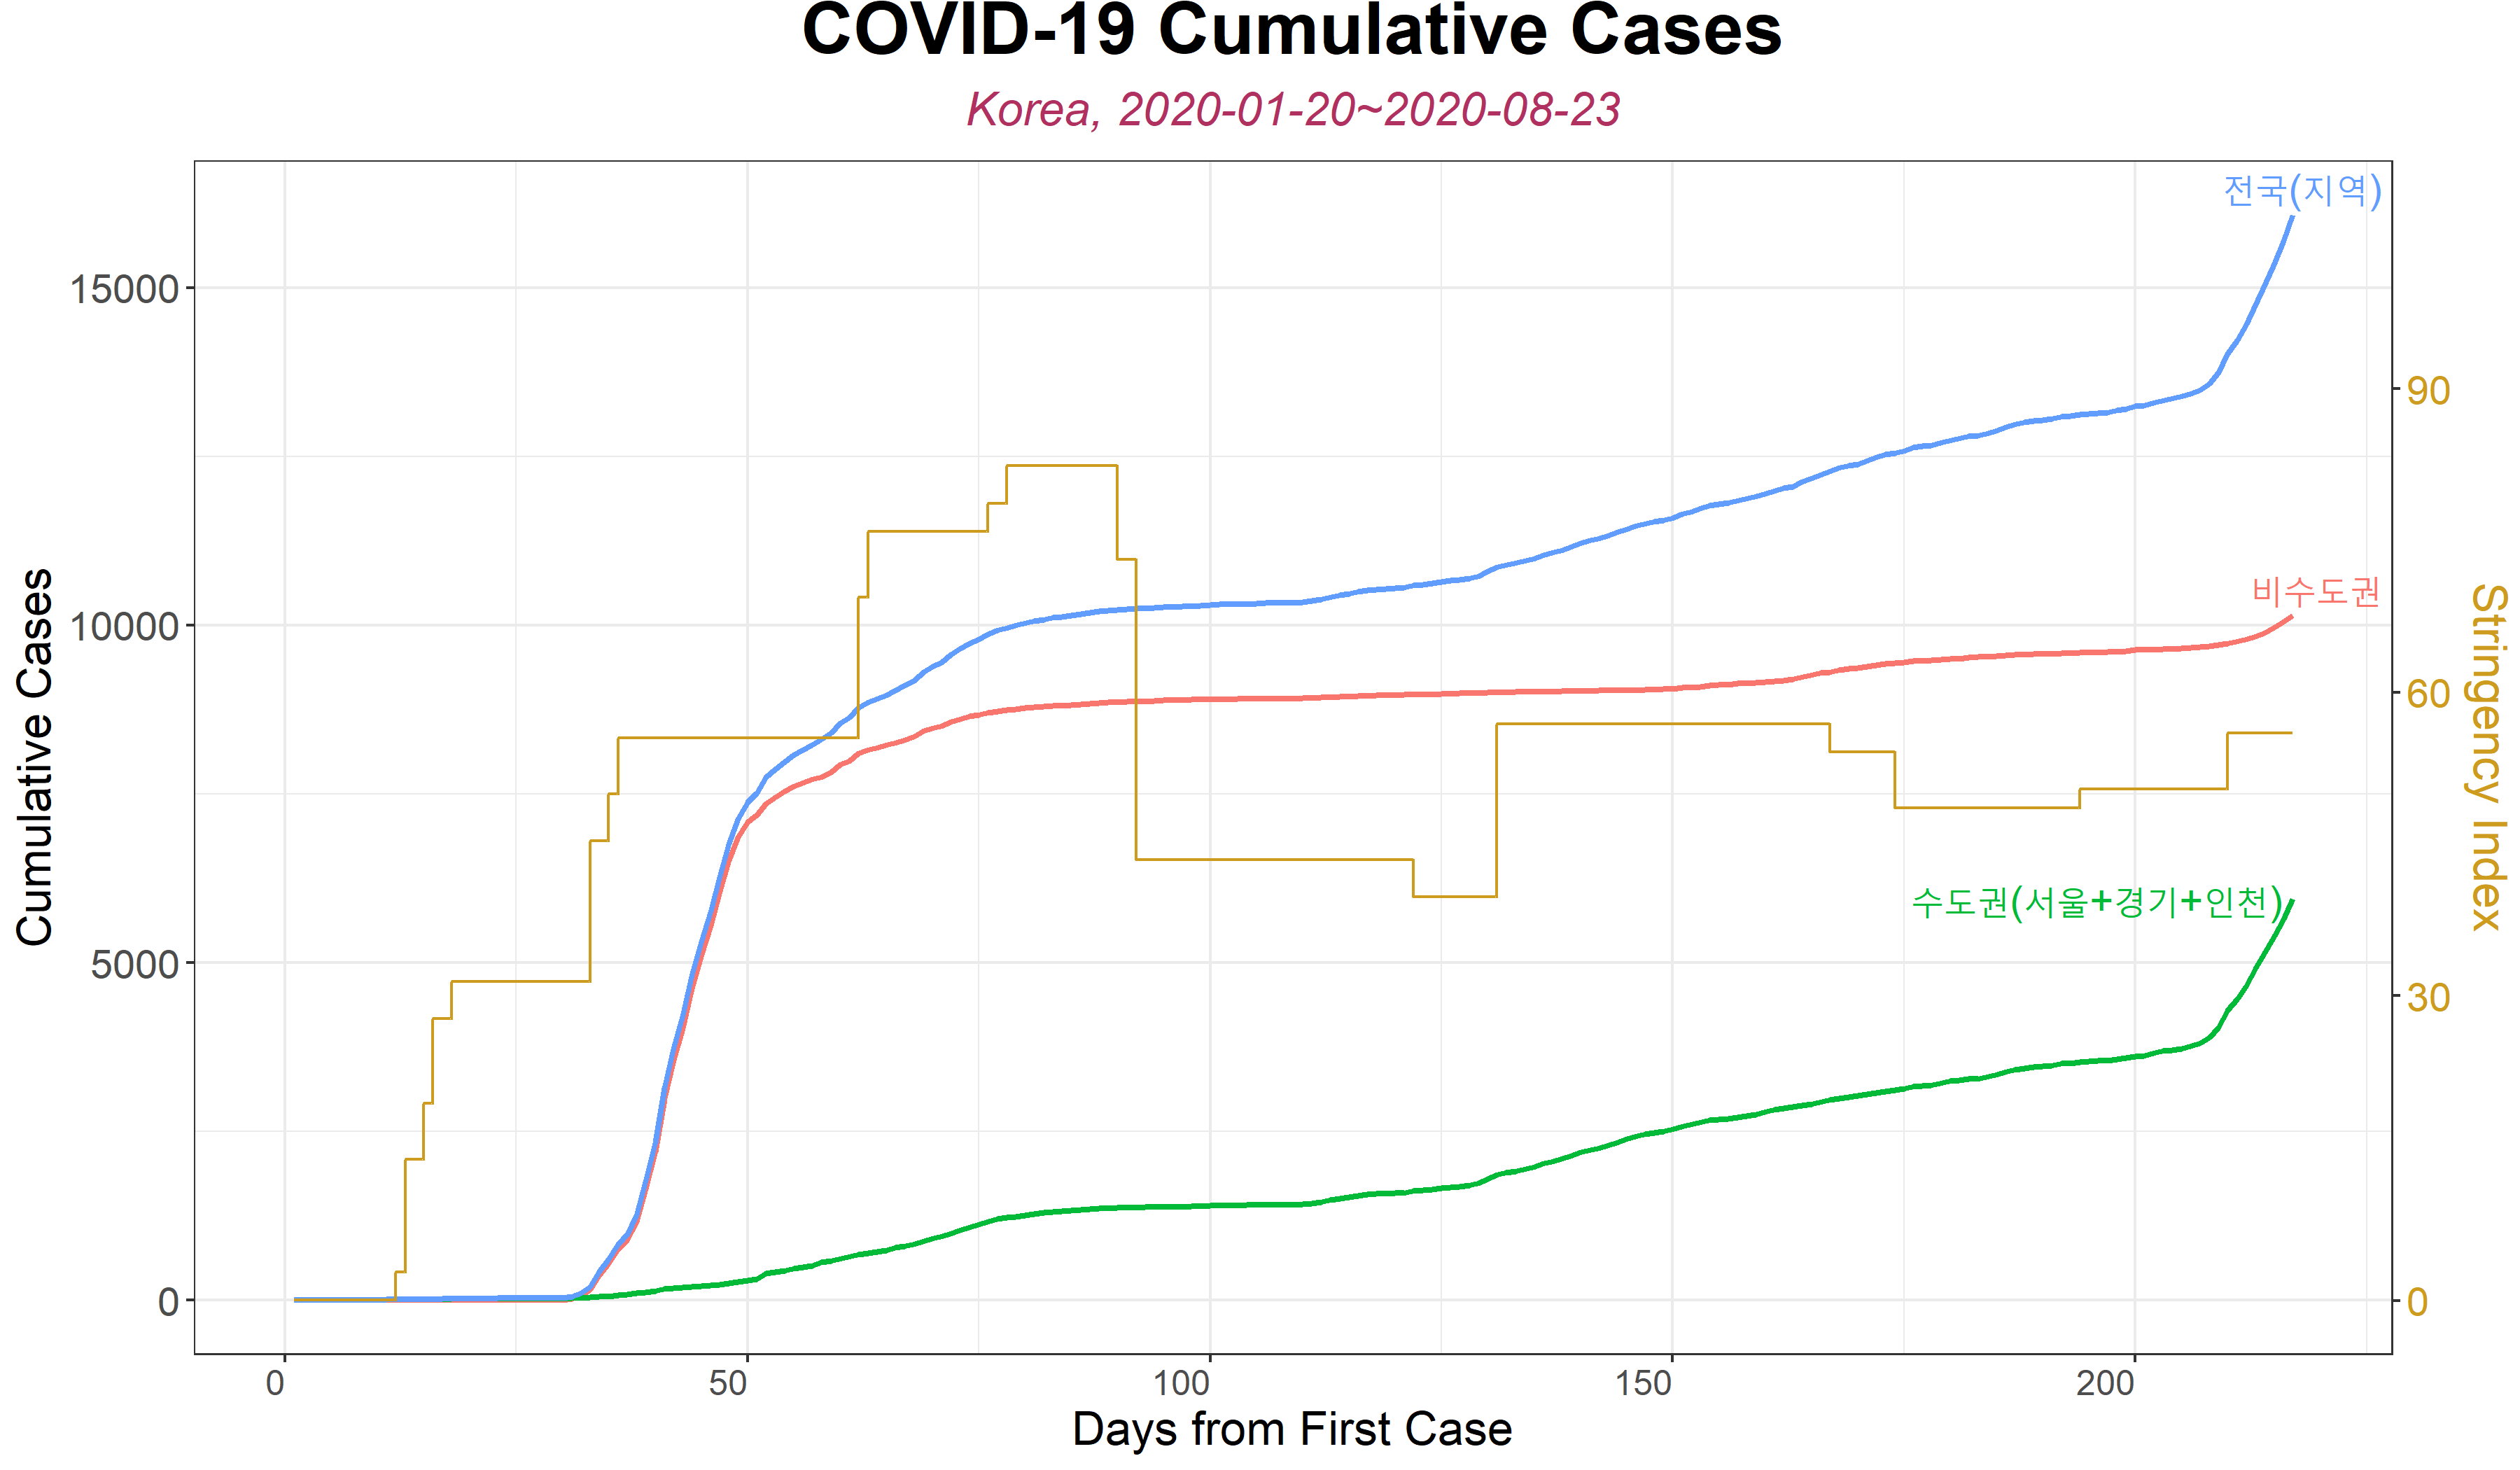 COVID-19 Cumulative Cases
Korea, 2020-01-20~2020-08-23
전국(지역)
15000
90
비수도권
10000
60
수도권(서울+경기+인천)
5000
30
0
0
0 50 100 150 200
Days from First Case
Cumulative Cases
Stringency Index